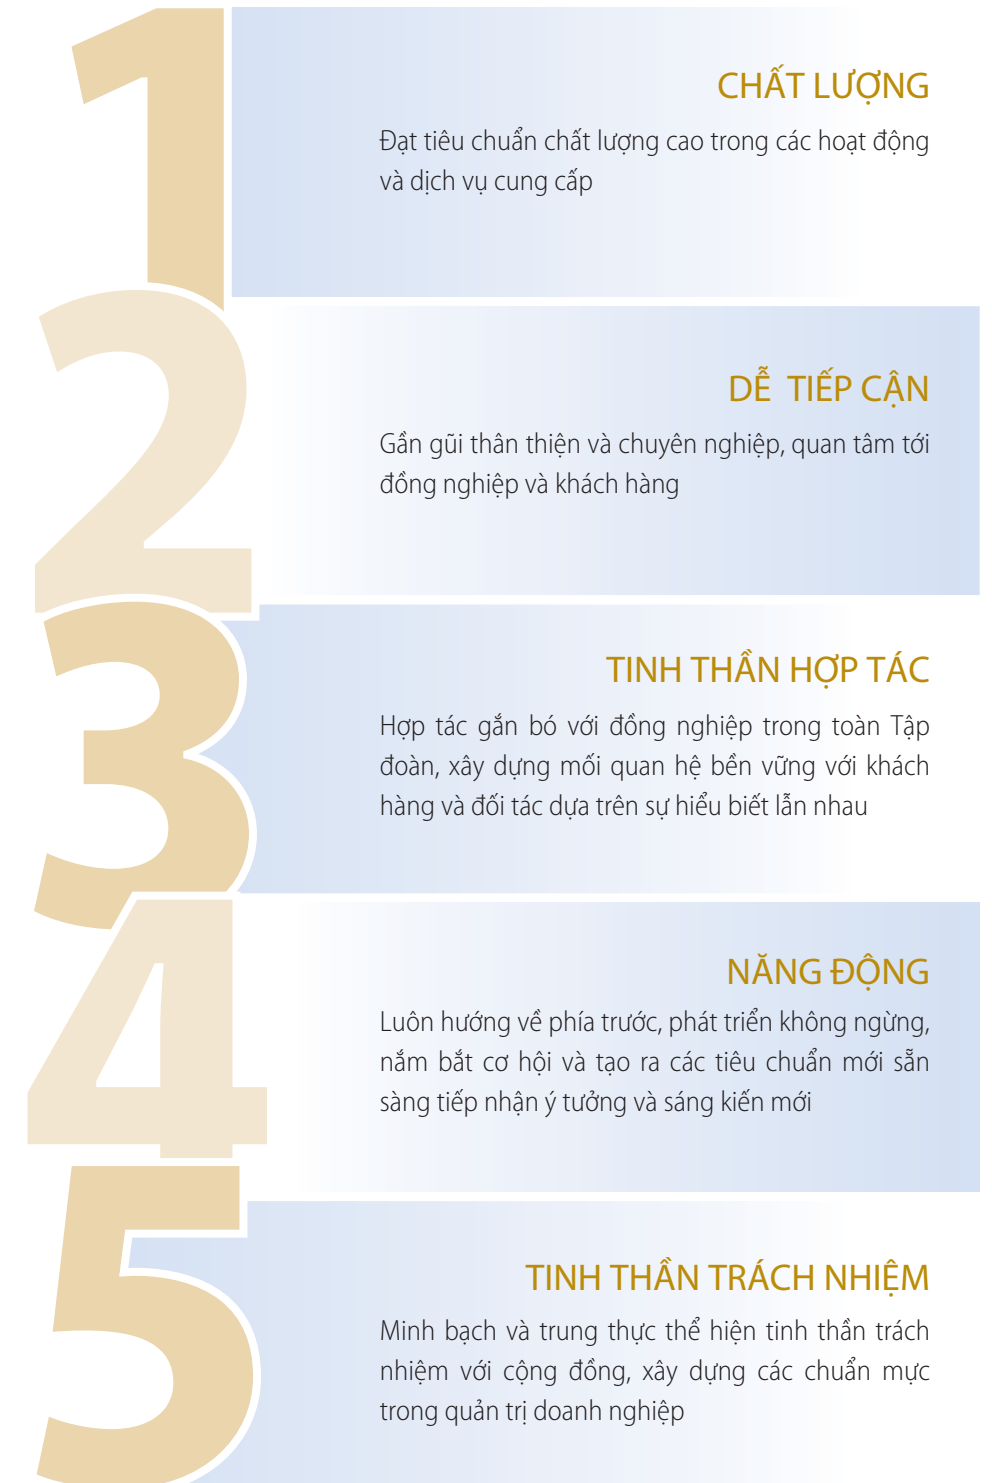 1
CHẤT LƯỢNG
Đạt tiêu chuẩn chất lượng cao trong các hoạt động
và dịch vụ cung cấp
2
DỄ TIẾP CẬN
Gần gũi thân thiện và chuyên nghiệp, quan tâm tới
đồng nghiệp và khách hàng
3
TINH THẦN HỢP TÁC
Hợp tác gắn bó với đồng nghiệp trong toàn Tập
đoàn, xây dựng mối quan hệ bền vững với khách
hàng và đối tác dựa trên sự hiểu biết lẫn nhau
4
NĂNG ĐỘNG
Luôn hướng về phía trước, phát triển không ngừng,
nắm bắt cơ hội và tạo ra các tiêu chuẩn mới sẵn
sàng tiếp nhận ý tưởng và sáng kiến mới
5
TINH THẦN TRÁCH NHIỆM
Minh bạch và trung thực thể hiện tinh thần trách
nhiệm với cộng đồng, xây dựng các chuẩn mực
trong quản trị doanh nghiệp